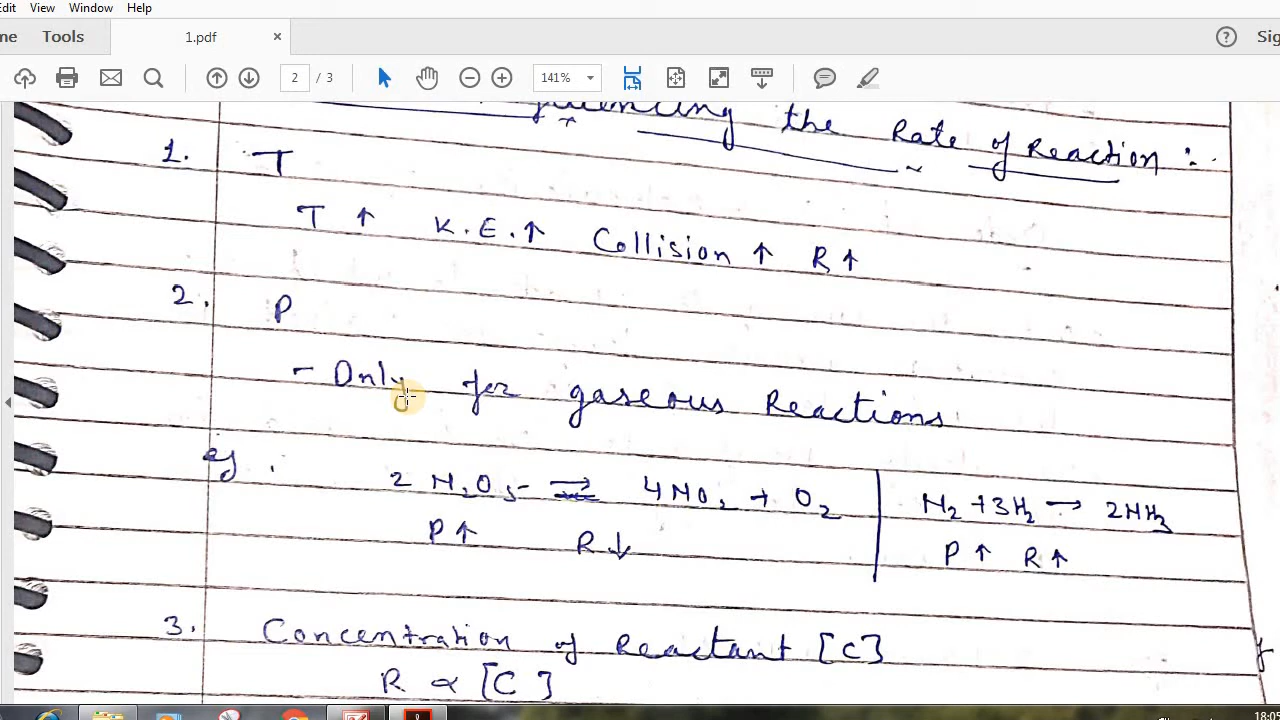 Edit View Window Help
me Tools 1.pdf × Sig
2 / 3 141%
the Rate of Reaction :-
1. T
T ↑ K.E. ↑ Collision ↑ R ↑
2. P
- Only for gaseous Reactions
eg.
2 N₂O₅ ⇌ 4NO₂ + O₂ | N₂ + 3H₂ → 2NH₃
P ↑ R ↓ P ↑ R ↑
3. Concentration of Reactant [C]
R ∝ [C]